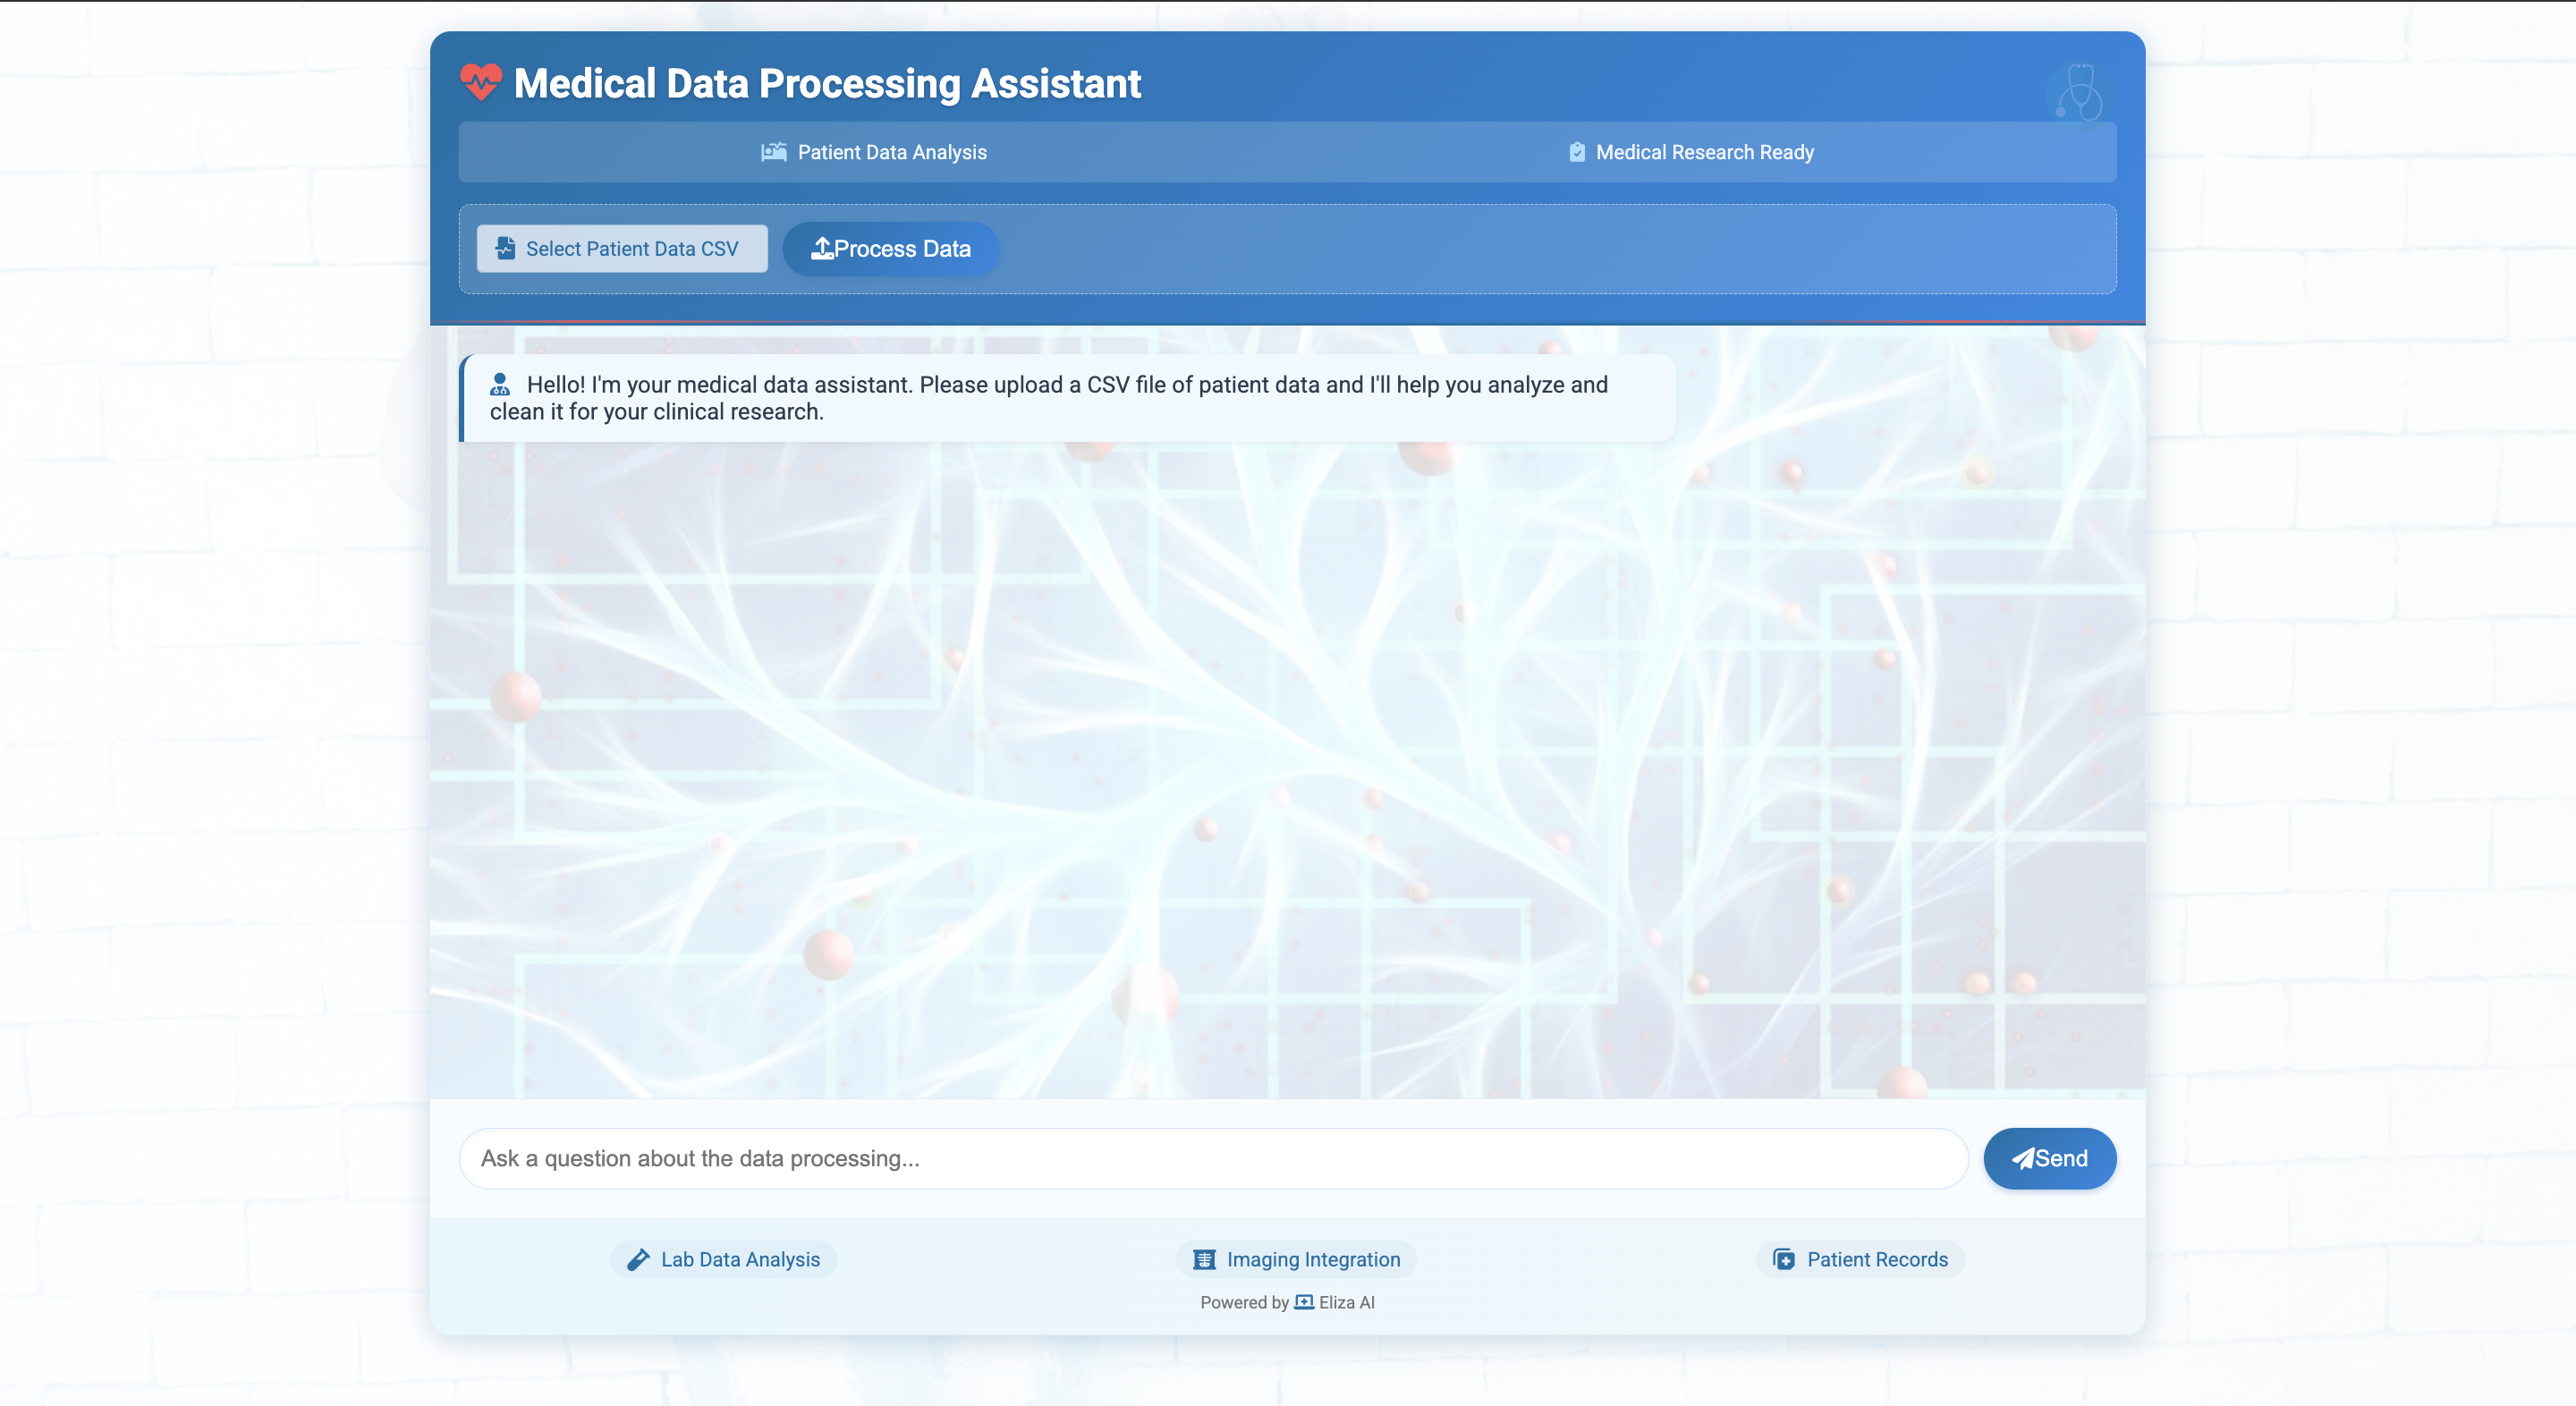 Medical Data Processing Assistant
Patient Data Analysis
Medical Research Ready
Select Patient Data CSV
Process Data
Hello! I'm your medical data assistant. Please upload a CSV file of patient data and I'll help you analyze and
clean it for your clinical research.
Ask a question about the data processing...
Send
Lab Data Analysis
Imaging Integration
Patient Records
Powered by Eliza AI